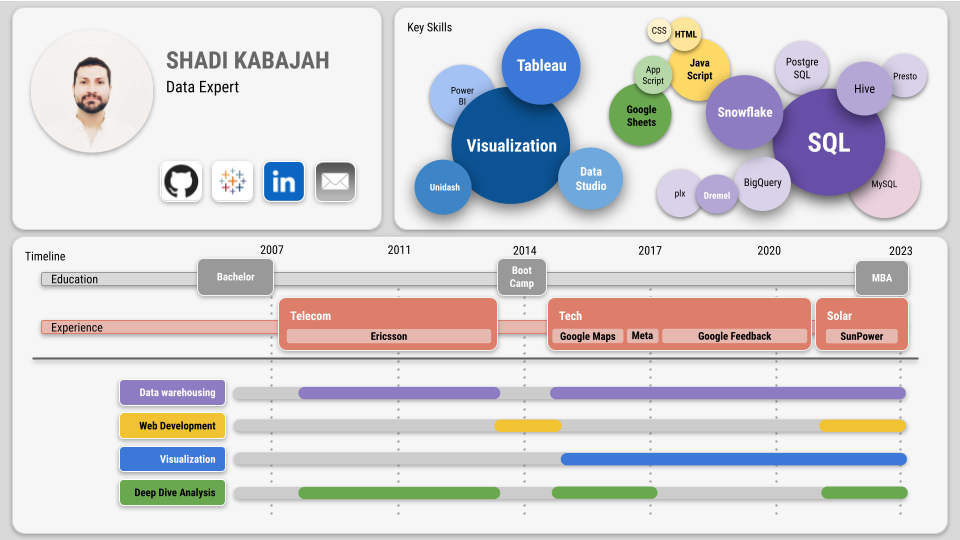 SHADI KABAJAH
Data Expert
in
Key Skills
Tableau
Power
BI
Visualization
Unidash
Data
Studio
CSS
HTML
Java
Script
App
Script
Google
Sheets
Snowflake
Postgre
SQL
Hive
Presto
SQL
MySQL
BigQuery
Dremel
plx
Timeline
2007
2011
2014
2017
2020
2023
Education
Bachelor
Boot
Camp
MBA
Experience
Telecom
Ericsson
Tech
Google Maps
Meta
Google Feedback
Solar
SunPower
Data warehousing
Web Development
Visualization
Deep Dive Analysis